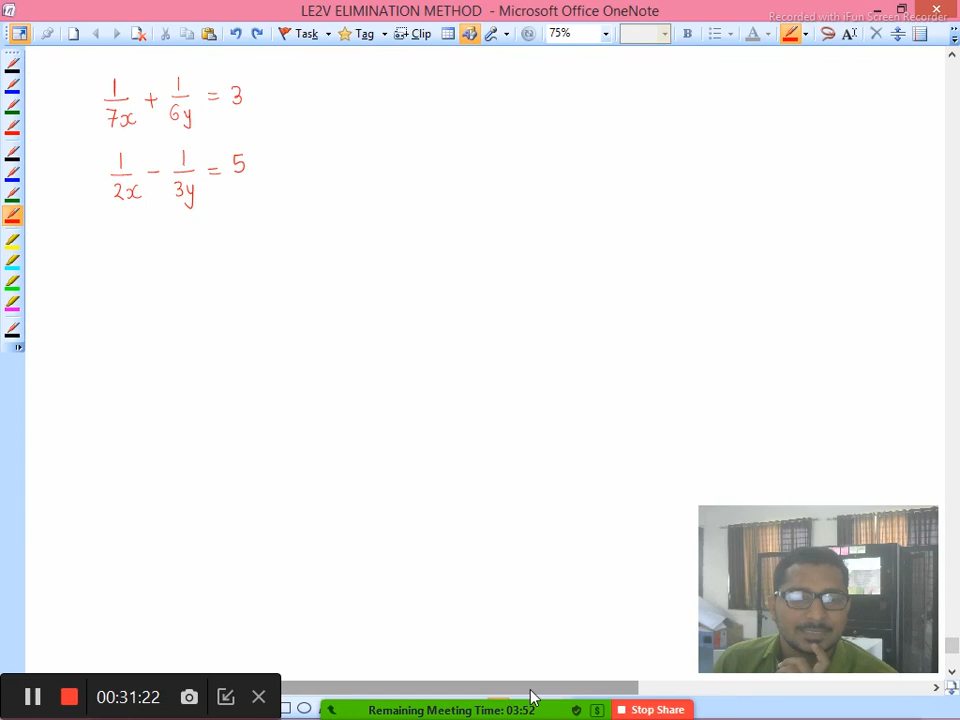 LE2V ELIMINATION METHOD - Microsoft Office OneNote
Recorded with iFun Screen Recorder
Task Tag Clip 75% B A A
1/7x + 1/6y = 3
1/2x - 1/3y = 5
00:31:22
Remaining Meeting Time: 03:52 $ Stop Share